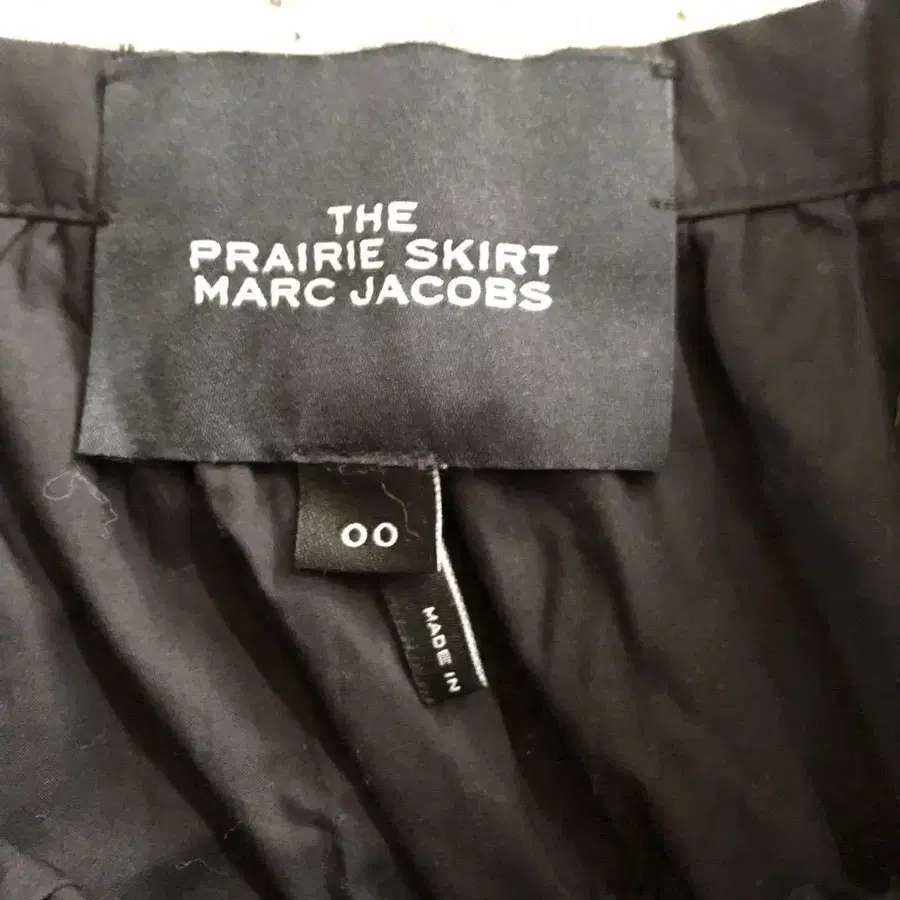 THE
PRAIRIE SKIRT
MARC JACOBS
00
MADE IN